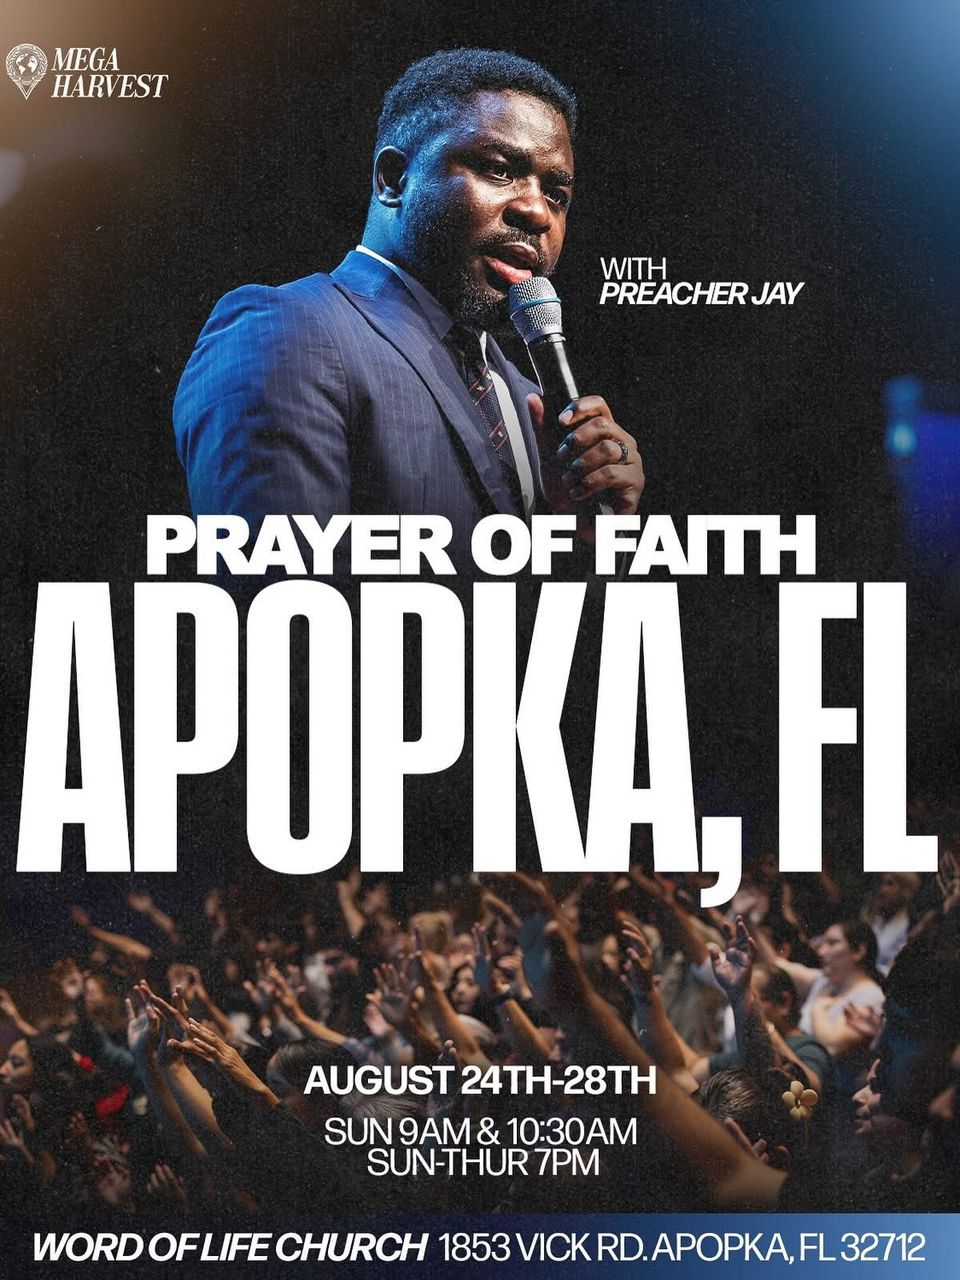 MEGA
HARVEST
WITH
PREACHER JAY
PRAYER OF FAITH
APOPKA, FL
AUGUST 24TH-28TH
SUN 9AM & 10:30AM
SUN-THUR 7PM
WORD OF LIFE CHURCH 1853 VICK RD. APOPKA, FL 32712